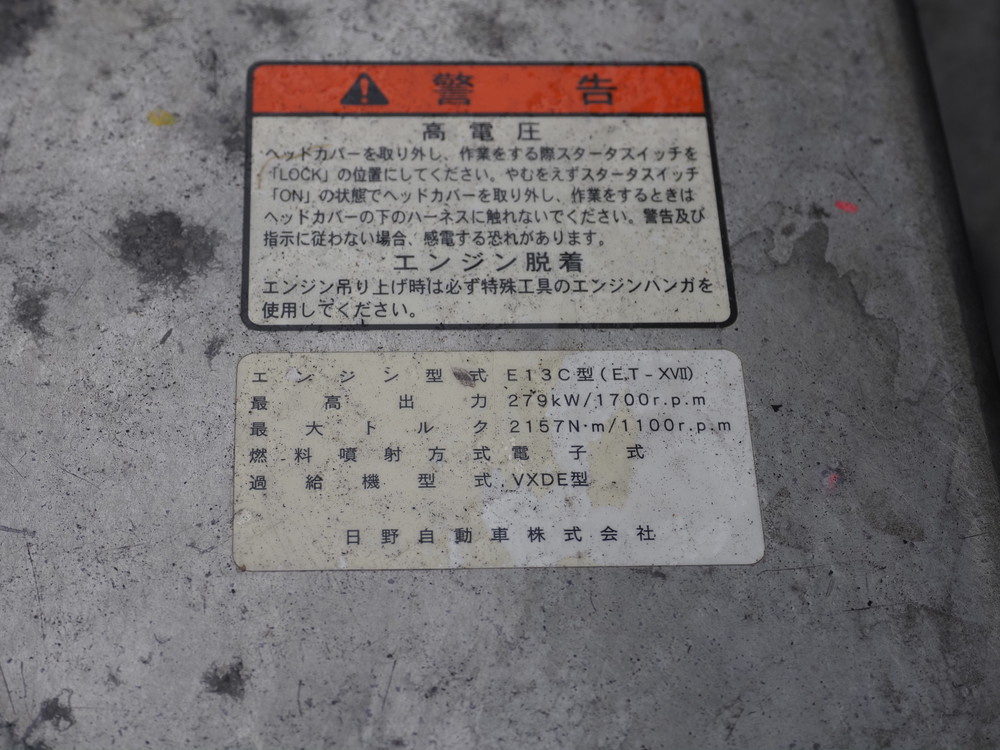 警告
高電圧
ヘッドカバーを取り外し、作業をする際スタータスイッチを
「LOCK」の位置にしてください。やむをえずスタータスイッチ
「ON」の状態でヘッドカバーを取り外し、作業をするときは
ヘッドカバーの下のハーネスに触れないでください。警告及び
指示に従わない場合、感電する恐れがあります。
エンジン脱着
エンジン吊り上げ時は必ず特殊工具のエンジンハンガを
使用してください。
エンジン型式 E13C型(ET-XVII)
最高出力 279kW/1700r.p.m
最大トルク 2157N·m/1100r.p.m
燃料噴射方式 電子式
過給機型式 VXDE型
日野自動車株式会社